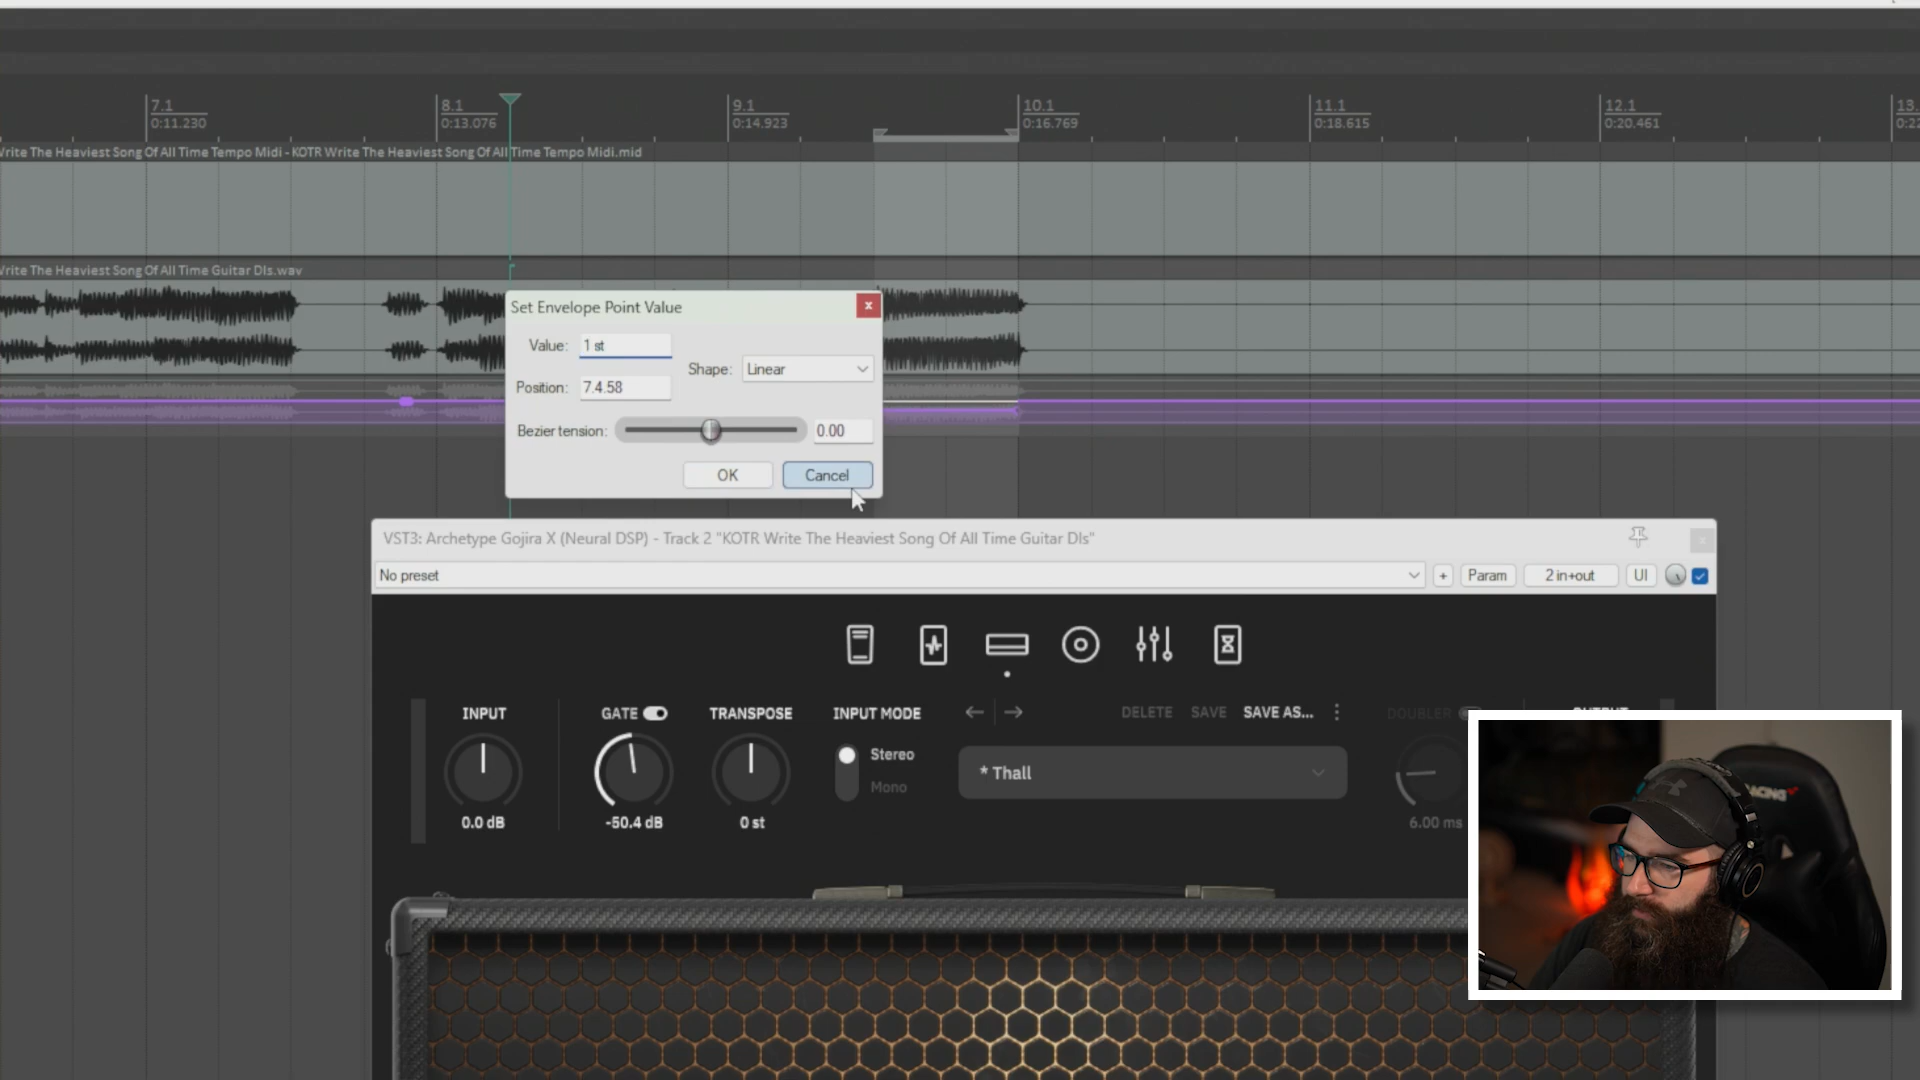 7.1
0:11.230
8.1
0:13.076
9.1
0:14.923
10.1
0:16.769
11.1
0:18.615
12.1
0:20.461
13.
Write The Heaviest Song Of All Time Tempo Midi - KOTR Write The Heaviest Song Of All Time Tempo Midi.mid
Write The Heaviest Song Of All Time Guitar DIs.wav
Set Envelope Point Value
x
Value: 1 st
Shape: Linear
Position: 7.4.58
Bezier tension: 0.00
OK
Cancel
VST3: Archetype Gojira X (Neural DSP) - Track 2 "KOTR Write The Heaviest Song Of All Time Guitar DIs"
No preset
+
Param
2 in+out
UI
INPUT
GATE
TRANSPOSE
INPUT MODE
DELETE
SAVE
SAVE AS...
DOUBLER
Stereo
Mono
* Thall
0.0 dB
-50.4 dB
0 st
6.00 ms